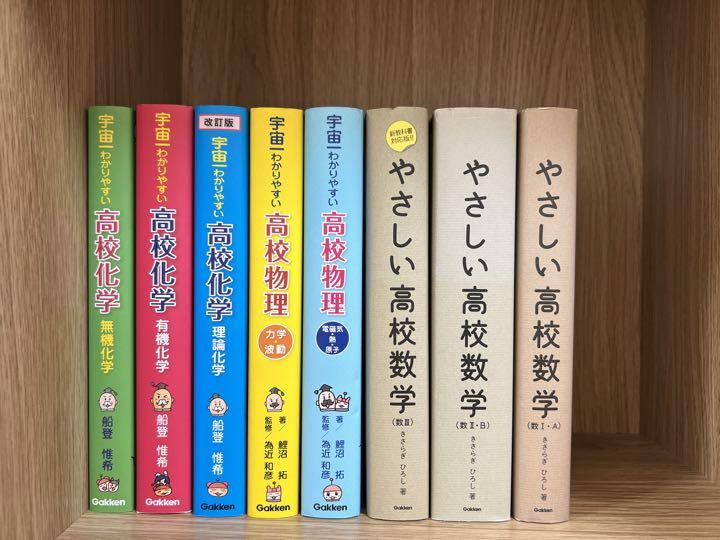 宇宙一わかりやすい
高校化学
無機化学
船登 惟希
Gakken
宇宙一わかりやすい
高校化学
有機化学
船登 惟希
Gakken
改訂版
宇宙一わかりやすい
高校化学
理論化学
船登 惟希
Gakken
宇宙一わかりやすい
高校物理
力学・
波動
著/鯉沼 拓
監修/為近 和彦
Gakken
宇宙一わかりやすい
高校物理
電磁気・
熱・
原子
著/鯉沼 拓
監修/為近 和彦
Gakken
新教科書
対応版!!
やさしい高校数学
(数Ⅲ)
きさらぎ ひろし 著
Gakken
やさしい高校数学
(数Ⅱ・B)
きさらぎ ひろし 著
Gakken
やさしい高校数学
(数Ⅰ・A)
きさらぎ ひろし 著
Gakken